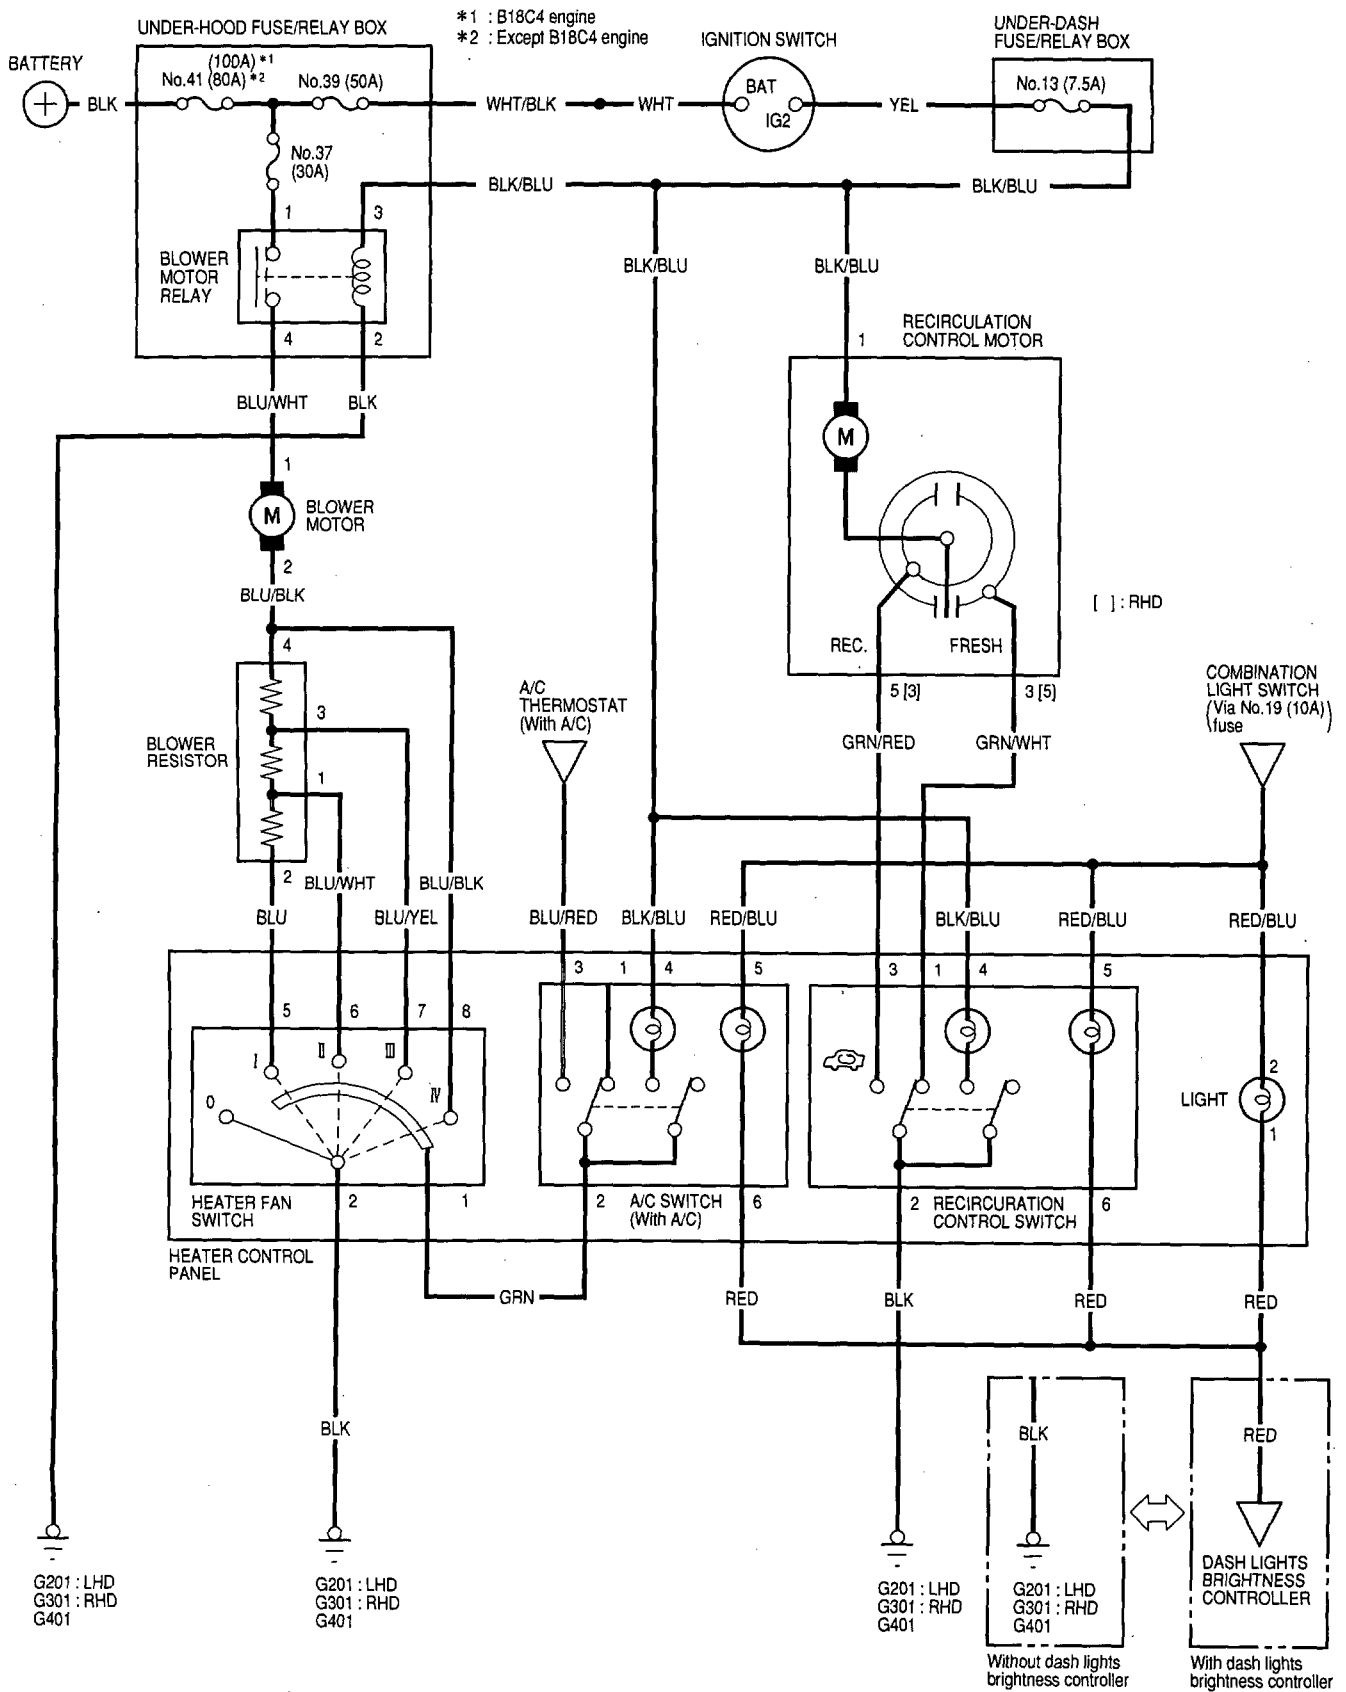 *1 : B18C4 engine
*2 : Except B18C4 engine
UNDER-HOOD FUSE/RELAY BOX
IGNITION SWITCH
UNDER-DASH
FUSE/RELAY BOX
BATTERY
(100A) *1
No.41 (80A) *2
No.39 (50A)
BAT
IG2
No.13 (7.5A)
BLK
WHT/BLK
WHT
YEL
No.37
(30A)
BLK/BLU
BLK/BLU
1
3
BLOWER
MOTOR
RELAY
BLK/BLU
BLK/BLU
4
2
RECIRCULATION
CONTROL MOTOR
1
BLU/WHT
BLK
M
1
M
BLOWER
MOTOR
2
BLU/BLK
[ ] : RHD
4
REC.
FRESH
5 [3]
3 [5]
COMBINATION
LIGHT SWITCH
(Via No.19 (10A))
fuse
A/C
THERMOSTAT
(With A/C)
3
BLOWER
RESISTOR
1
GRN/RED
GRN/WHT
2
BLU/WHT
BLU/BLK
BLU
BLU/YEL
BLU/RED
BLK/BLU
RED/BLU
BLK/BLU
RED/BLU
RED/BLU
3
1
4
5
3
1
4
5
5
6
7
8
I
II
III
IV
0
2
LIGHT
1
HEATER FAN
SWITCH
2
1
2
A/C SWITCH
(With A/C)
6
2
RECIRCURATION
CONTROL SWITCH
6
HEATER CONTROL
PANEL
GRN
RED
BLK
RED
RED
BLK
BLK
RED
DASH LIGHTS
BRIGHTNESS
CONTROLLER
G201 : LHD
G301 : RHD
G401
G201 : LHD
G301 : RHD
G401
G201 : LHD
G301 : RHD
G401
G201 : LHD
G301 : RHD
G401
Without dash lights
brightness controller
With dash lights
brightness controller